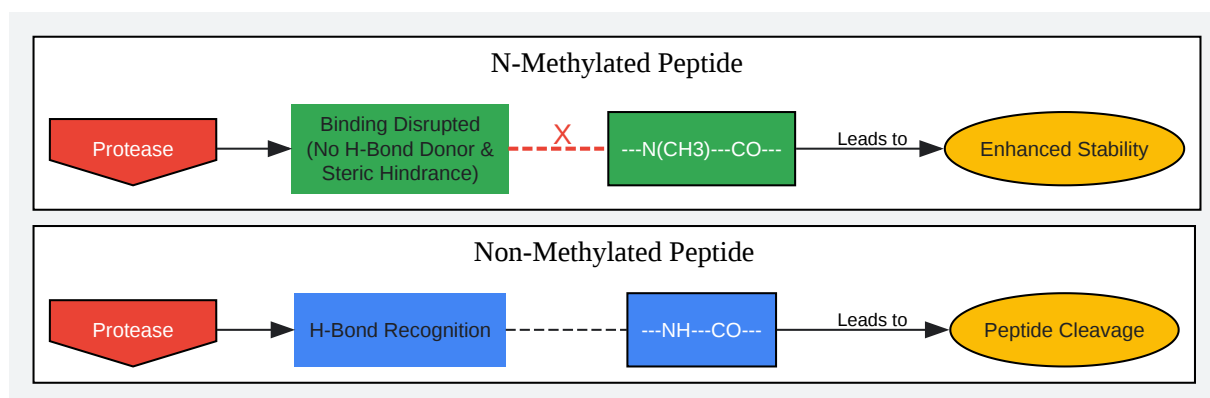 N-Methylated Peptide
Protease
Binding Disrupted
(No H-Bond Donor &
Steric Hindrance)
X
---N(CH3)---CO---
Leads to
Enhanced Stability
Non-Methylated Peptide
Protease
H-Bond Recognition
---NH---CO---
Leads to
Peptide Cleavage